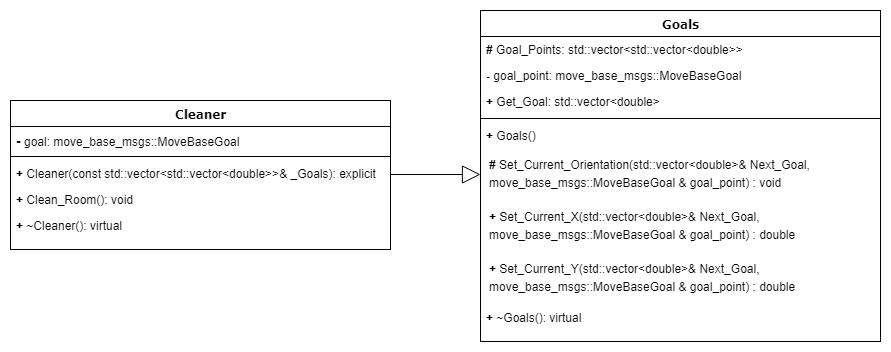 Cleaner
- goal: move_base_msgs::MoveBaseGoal
+ Cleaner(const std::vector<std::vector<double>>& _Goals): explicit
+ Clean_Room(): void
+ ~Cleaner(): virtual
Goals
# Goal_Points: std::vector<std::vector<double>>
- goal_point: move_base_msgs::MoveBaseGoal
+ Get_Goal: std::vector<double>
+ Goals()
# Set_Current_Orientation(std::vector<double>& Next_Goal,
move_base_msgs::MoveBaseGoal & goal_point) : void
+ Set_Current_X(std::vector<double>& Next_Goal,
move_base_msgs::MoveBaseGoal & goal_point) : double
+ Set_Current_Y(std::vector<double>& Next_Goal,
move_base_msgs::MoveBaseGoal & goal_point) : double
+ ~Goals(): virtual